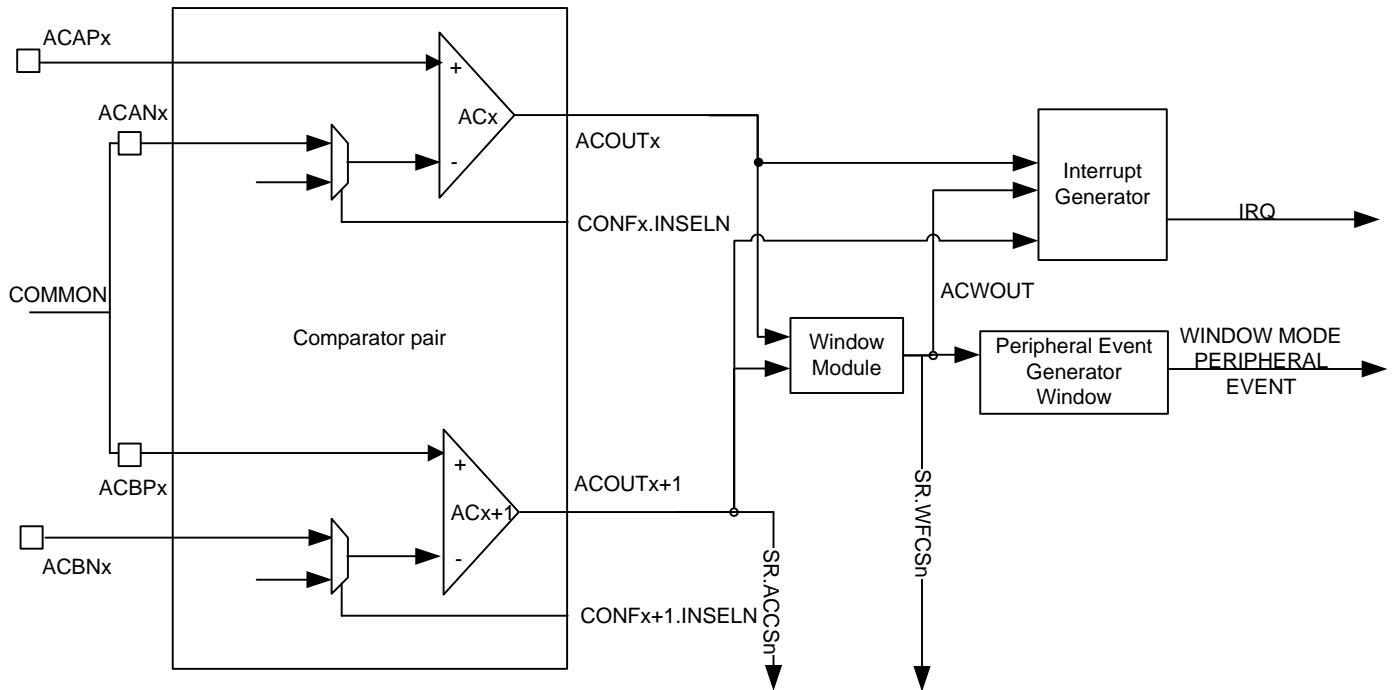 ACAPx
+
ACx
-
ACANx
ACOUTx
Interrupt
Generator
CONFx.INSELN
IRQ
COMMON
ACWOUT
Comparator pair
Window
Module
Peripheral Event
Generator
Window
WINDOW MODE
PERIPHERAL
EVENT
+
ACx+1
-
ACBPx
ACOUTx+1
ACBNx
CONFx+1.INSELN
SR.ACCSn
SR.WFCSn